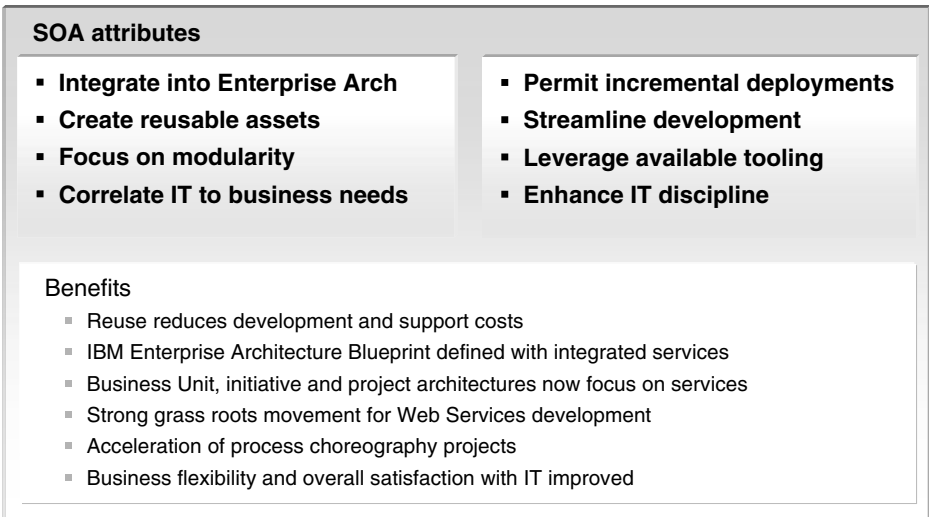 SOA attributes
▪ Integrate into Enterprise Arch
▪ Create reusable assets
▪ Focus on modularity
▪ Correlate IT to business needs
▪ Permit incremental deployments
▪ Streamline development
▪ Leverage available tooling
▪ Enhance IT discipline
Benefits
▪ Reuse reduces development and support costs
▪ IBM Enterprise Architecture Blueprint defined with integrated services
▪ Business Unit, initiative and project architectures now focus on services
▪ Strong grass roots movement for Web Services development
▪ Acceleration of process choreography projects
▪ Business flexibility and overall satisfaction with IT improved